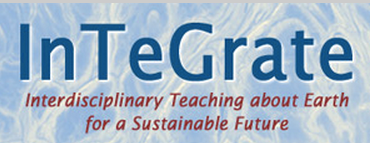 InTeGrate
Interdisciplinary Teaching about Earth
for a Sustainable Future